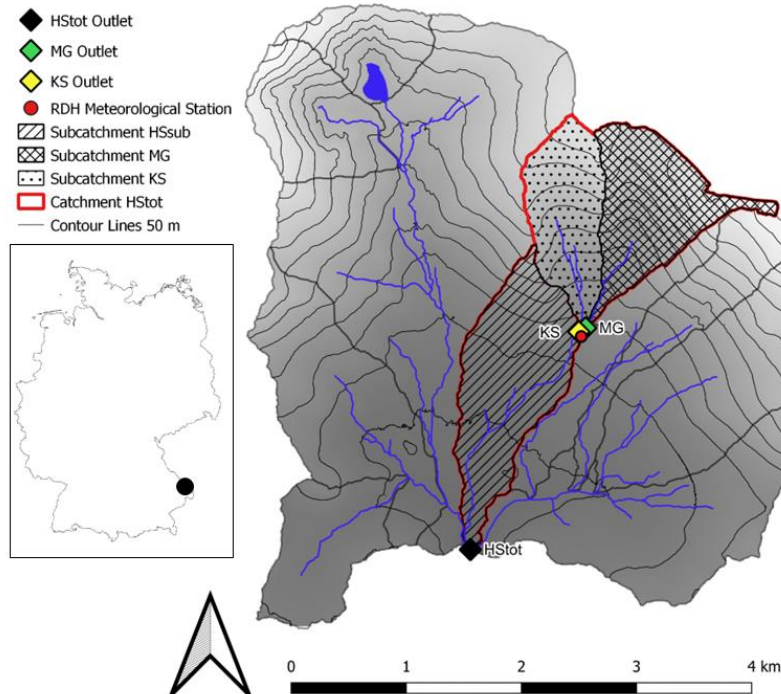 HStot Outlet
MG Outlet
KS Outlet
RDH Meteorological Station
Subcatchment HSsub
Subcatchment MG
Subcatchment KS
Catchment HStot
Contour Lines 50 m
KS
MG
HStot
0 1 2 3 4 km